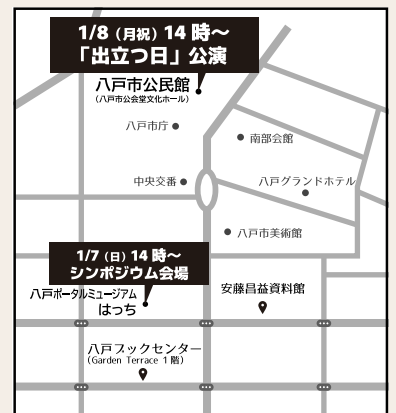 1/8（月祝）14時～
「出立つ日」公演
八戸市公民館
（八戸市公会堂文化ホール）
八戸市庁
南部会館
中央交番
八戸グランドホテル
八戸市美術館
1/7（日）14時～
シンポジウム会場
八戸ポータルミュージアム
はっち
安藤昌益資料館
八戸ブックセンター
（Garden Terrace 1階）